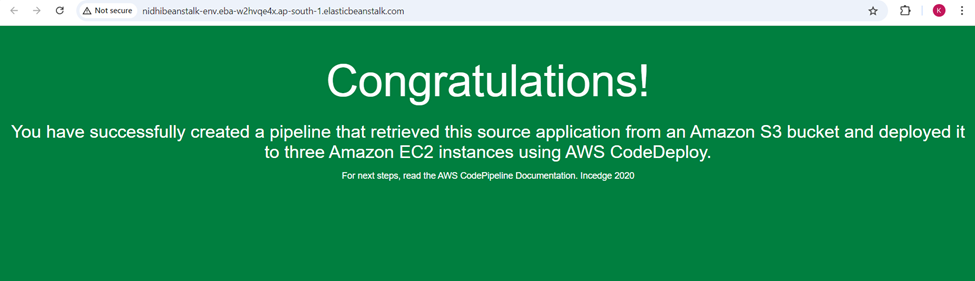 Not secure nidhibeanstalk-env.eba-w2hvqe4x.ap-south-1.elasticbeanstalk.com K
Congratulations!
You have successfully created a pipeline that retrieved this source application from an Amazon S3 bucket and deployed it
to three Amazon EC2 instances using AWS CodeDeploy.
For next steps, read the AWS CodePipeline Documentation. Incedge 2020